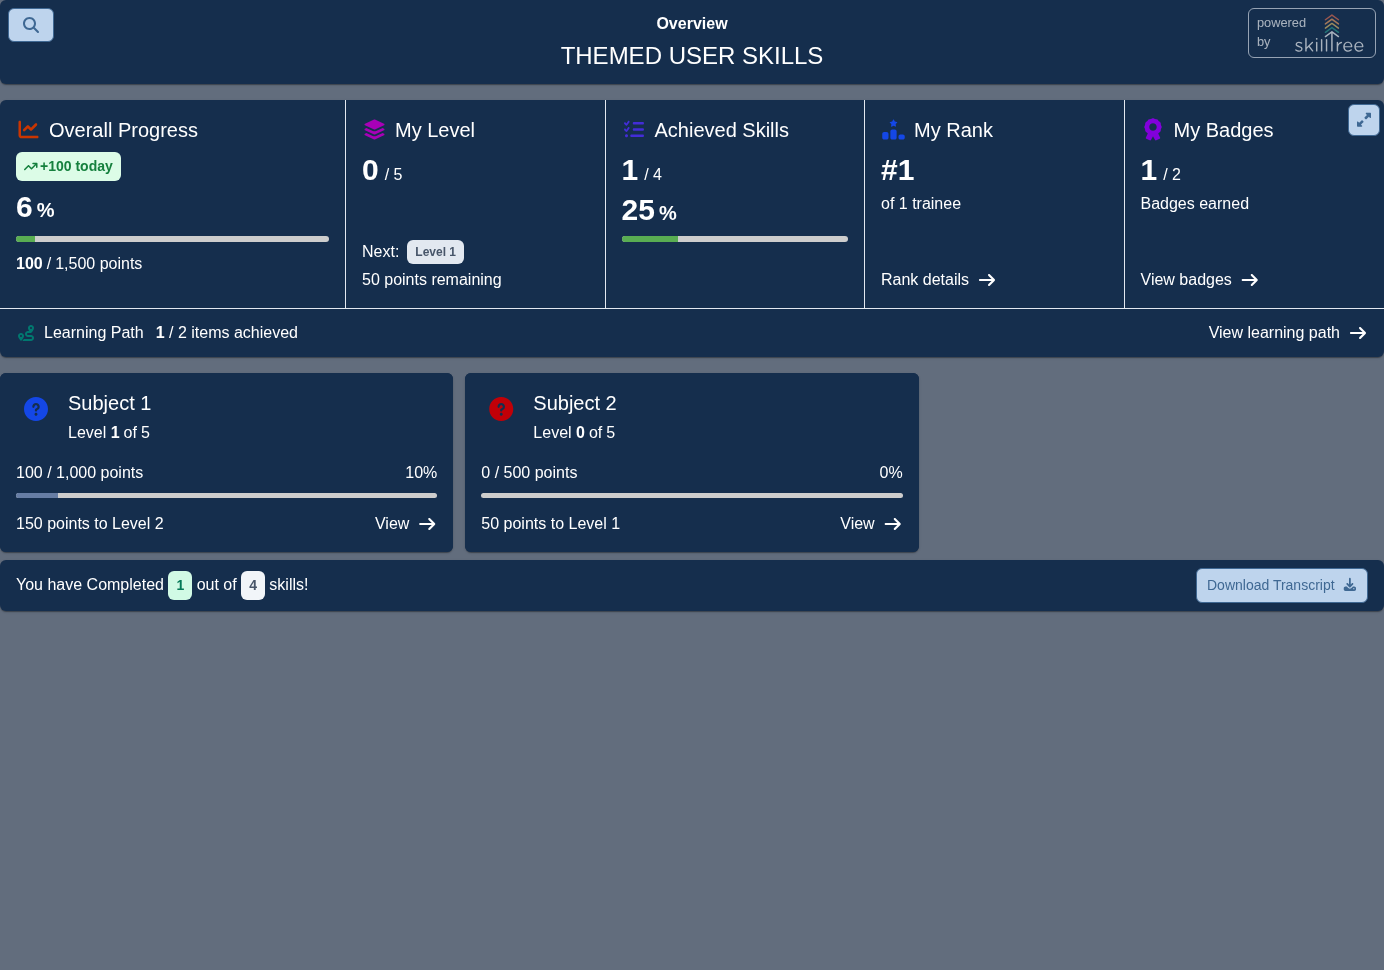 Overview
THEMED USER SKILLS
powered
by skilltree
Overall Progress
+100 today
6 %
100 / 1,500 points
My Level
0 / 5
Next: Level 1
50 points remaining
Achieved Skills
1 / 4
25 %
My Rank
#1
of 1 trainee
Rank details
My Badges
1 / 2
Badges earned
View badges
Learning Path 1 / 2 items achieved
View learning path
Subject 1
Level 1 of 5
100 / 1,000 points 10%
150 points to Level 2 View
Subject 2
Level 0 of 5
0 / 500 points 0%
50 points to Level 1 View
You have Completed 1 out of 4 skills!
Download Transcript